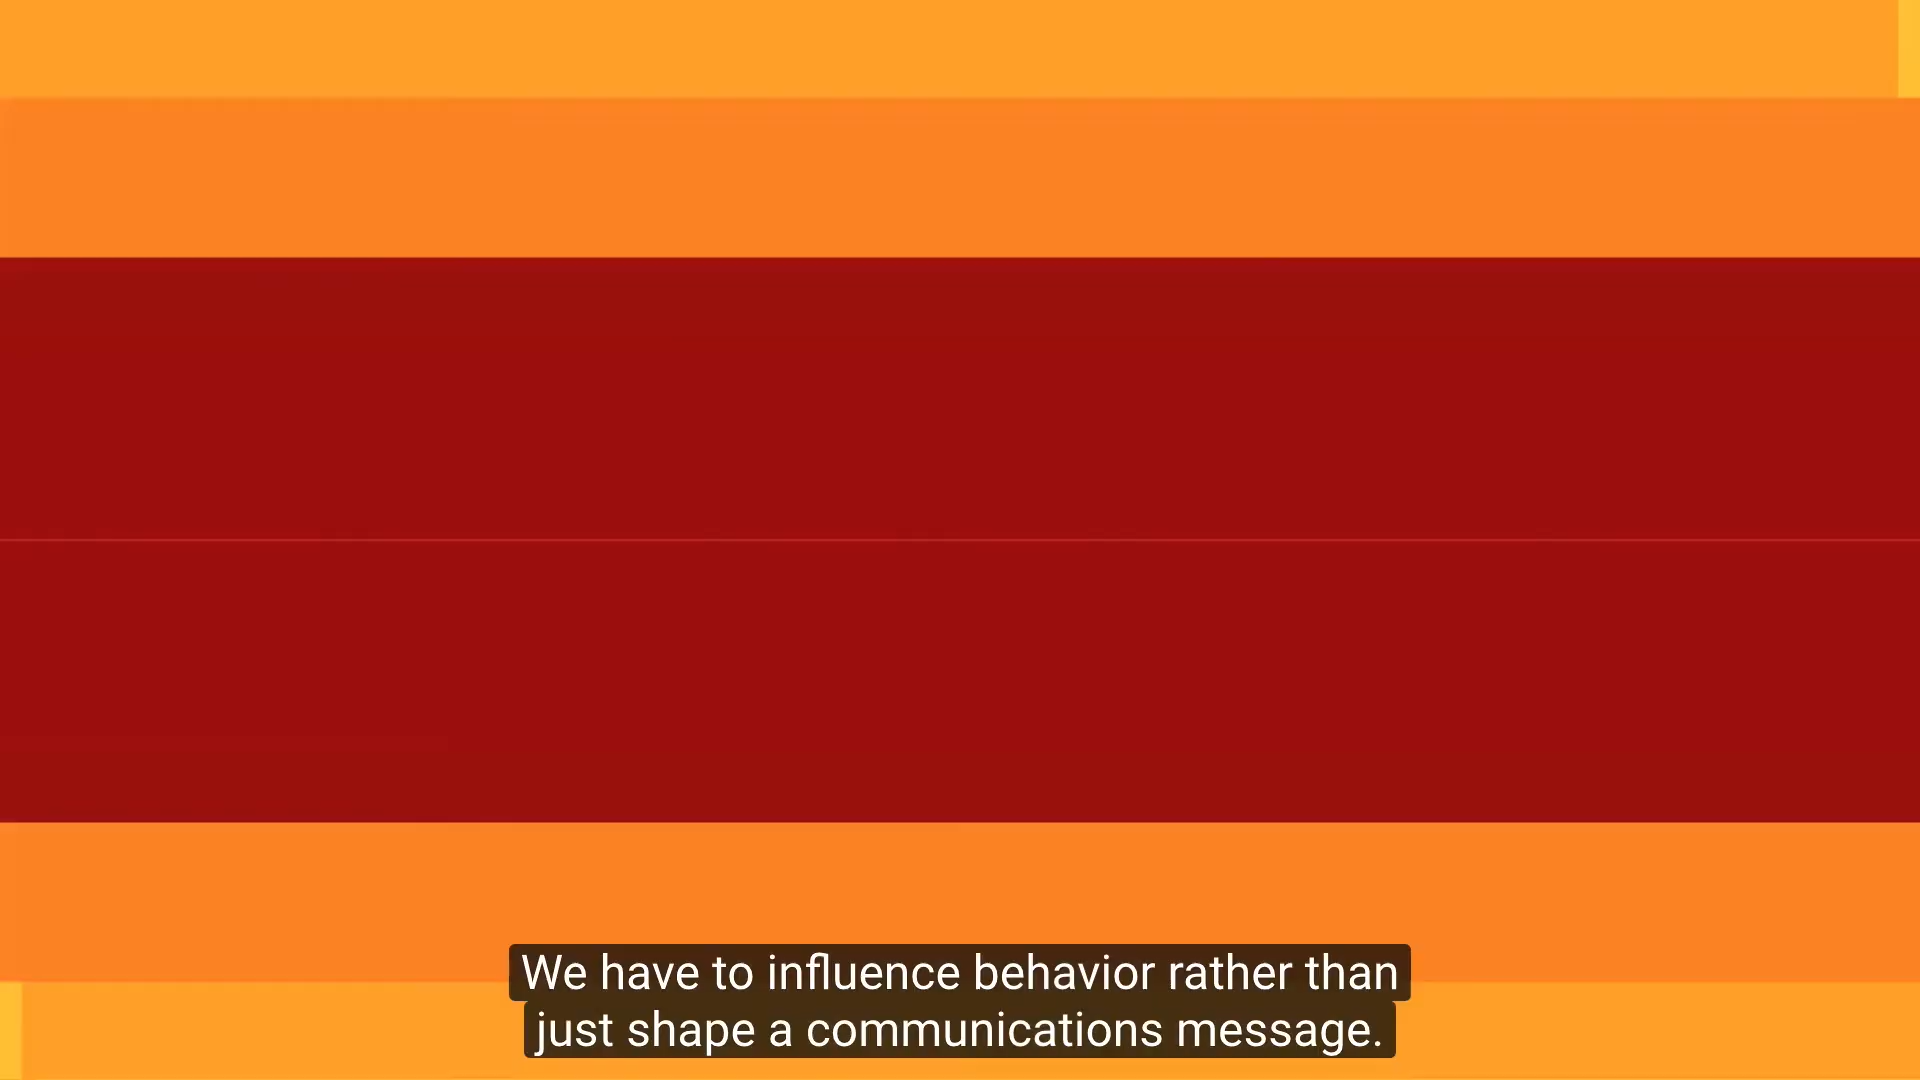 We have to influence behavior rather than
just shape a communications message.